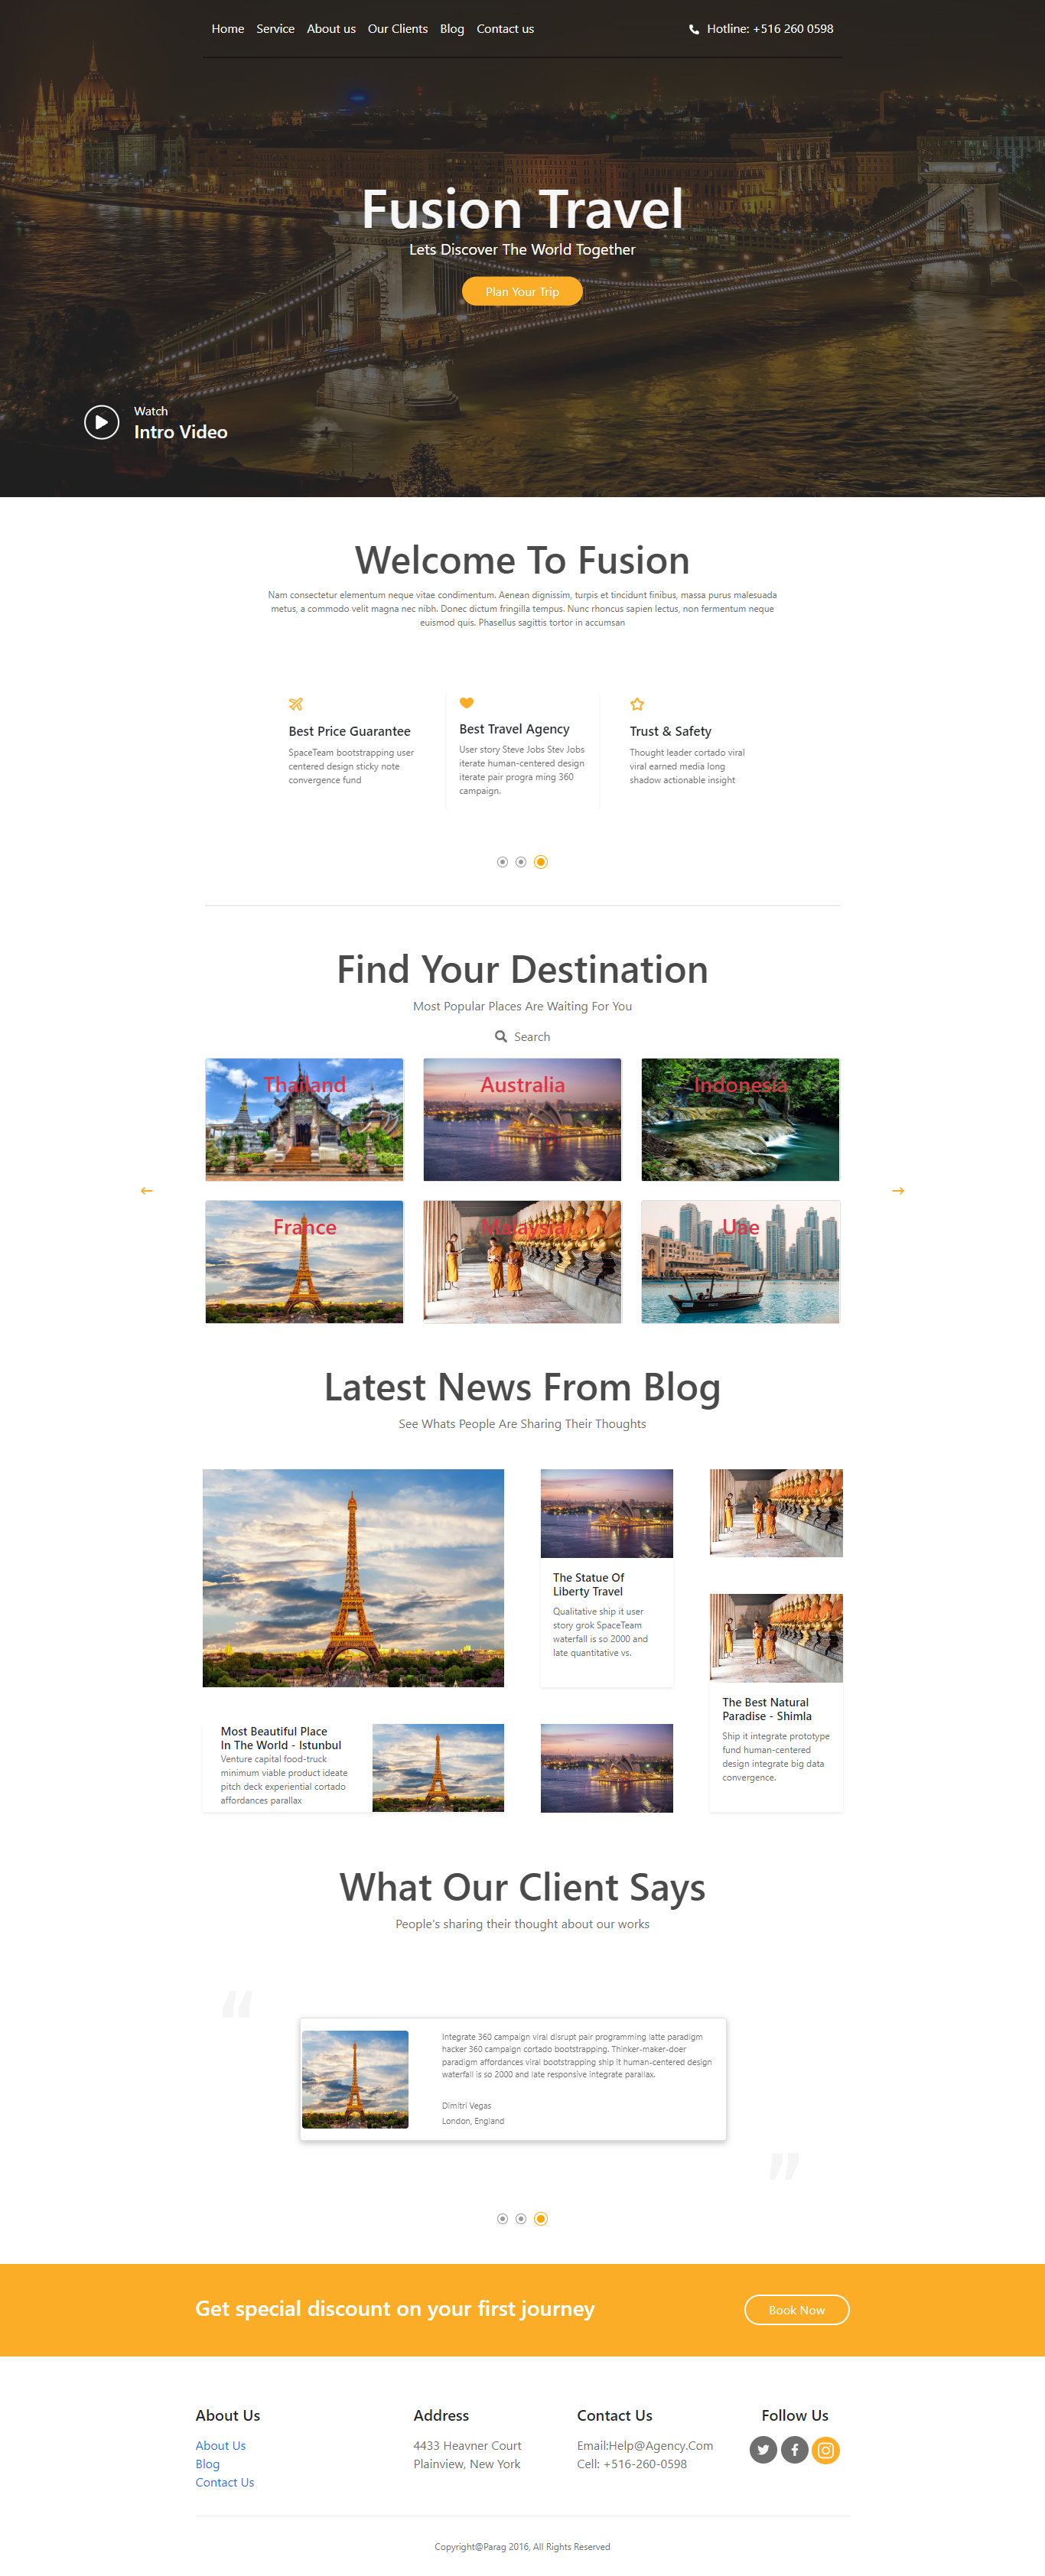 Home Service About us Our Clients Blog Contact us Hotline: +516 260 0598
Fusion Travel
Lets Discover The World Together
Plan Your Trip
Watch
Intro Video
Welcome To Fusion
Nam consectetur elementum neque vitae condimentum. Aenean dignissim, turpis et tincidunt finibus, massa purus malesuada
metus, a commodo velit magna nec nibh. Donec dictum fringilla tempus. Nunc rhoncus sapien lectus, non fermentum neque
euismod quis. Phasellus sagittis tortor in accumsan
Best Price Guarantee
SpaceTeam bootstrapping user
centered design sticky note
convergence fund
Best Travel Agency
User story Steve Jobs Stev Jobs
iterate human-centered design
iterate pair progra ming 360
campaign.
Trust & Safety
Thought leader cortado viral
viral earned media long
shadow actionable insight
Find Your Destination
Most Popular Places Are Waiting For You
Search
Thailand
Australia
Indonesia
France
Malaysia
Uae
Latest News From Blog
See Whats People Are Sharing Their Thoughts
The Statue Of
Liberty Travel
Qualitative ship it user
story grok SpaceTeam
waterfall is so 2000 and
late quantitative vs.
The Best Natural
Paradise - Shimla
Ship it integrate prototype
fund human-centered
design integrate big data
convergence.
Most Beautiful Place
In The World - Istunbul
Venture capital food-truck
minimum viable product ideate
pitch deck experiential cortado
affordances parallax
What Our Client Says
People's sharing their thought about our works
“
Integrate 360 campaign viral disrupt pair programming latte paradigm
hacker 360 campaign cortado bootstrapping. Thinker-maker-doer
paradigm affordances viral bootstrapping ship it human-centered design
waterfall is so 2000 and late responsive integrate parallax.
Dimitri Vegas
London, England
”
Get special discount on your first journey
Book Now
About Us
About Us
Blog
Contact Us
Address
4433 Heavner Court
Plainview, New York
Contact Us
Email:Help@Agency.Com
Cell: +516-260-0598
Follow Us
Copyright@Parag 2016, All Rights Reserved